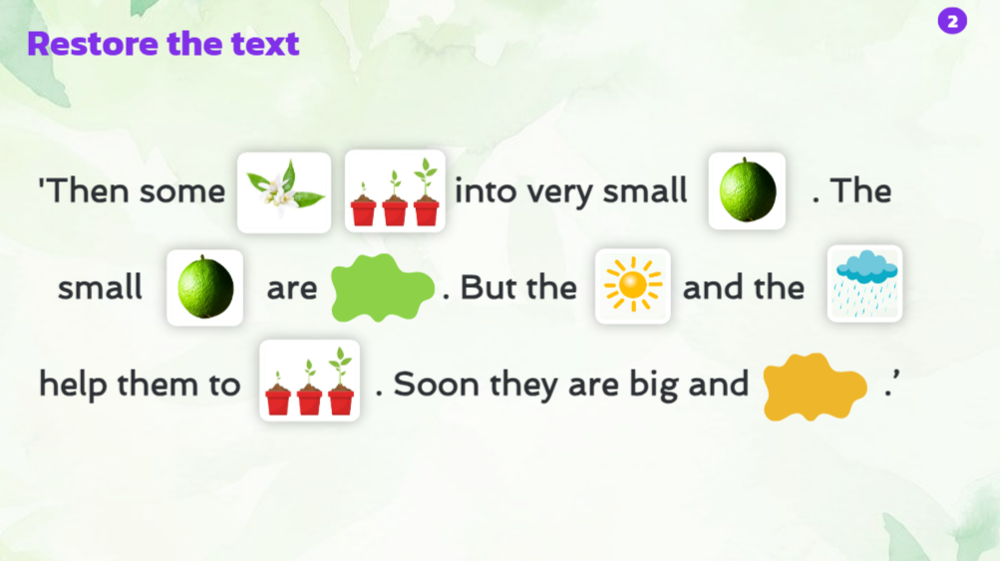 Restore the text
2
'Then some into very small . The
small are . But the and the
help them to . Soon they are big and .’